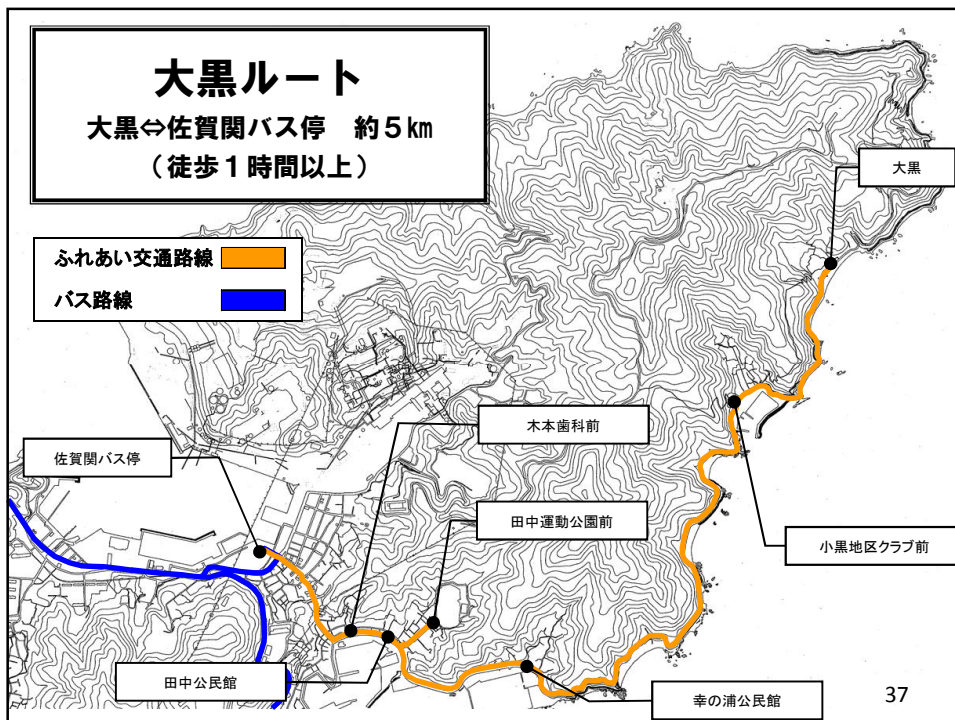 大黒ルート
大黒⇔佐賀関バス停　約５㎞
（徒歩１時間以上）
大黒
ふれあい交通路線
バス路線
木本歯科前
佐賀関バス停
田中運動公園前
小黒地区クラブ前
田中公民館
幸の浦公民館
37